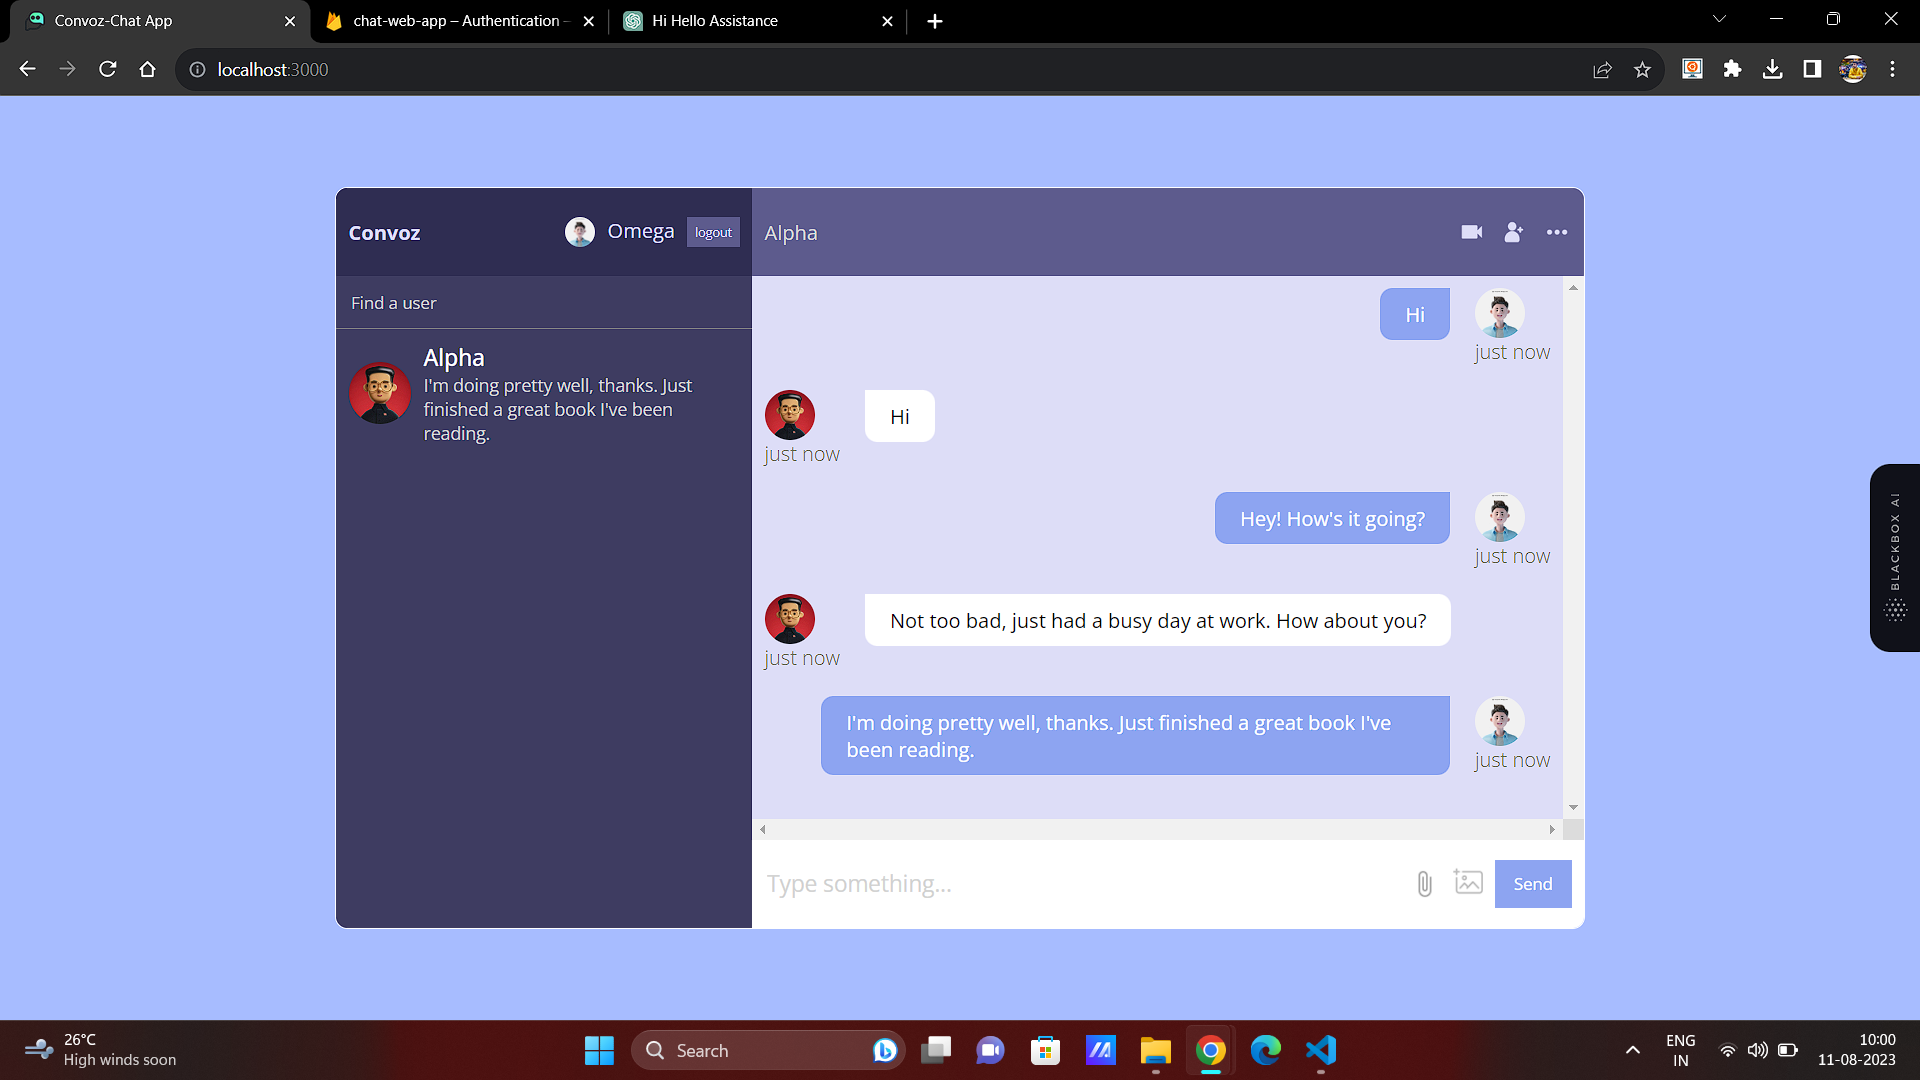 Convoz-Chat App
chat-web-app – Authentication –
Hi Hello Assistance
localhost:3000
Convoz
Omega
logout
Alpha
Find a user
Alpha
I'm doing pretty well, thanks. Just
finished a great book I've been
reading.
Hi
just now
Hi
just now
Hey! How's it going?
just now
Not too bad, just had a busy day at work. How about you?
just now
I'm doing pretty well, thanks. Just finished a great book I've
been reading.
just now
Type something...
Send
BLACKBOX AI
26°C
High winds soon
Search
ENG
IN
10:00
11-08-2023